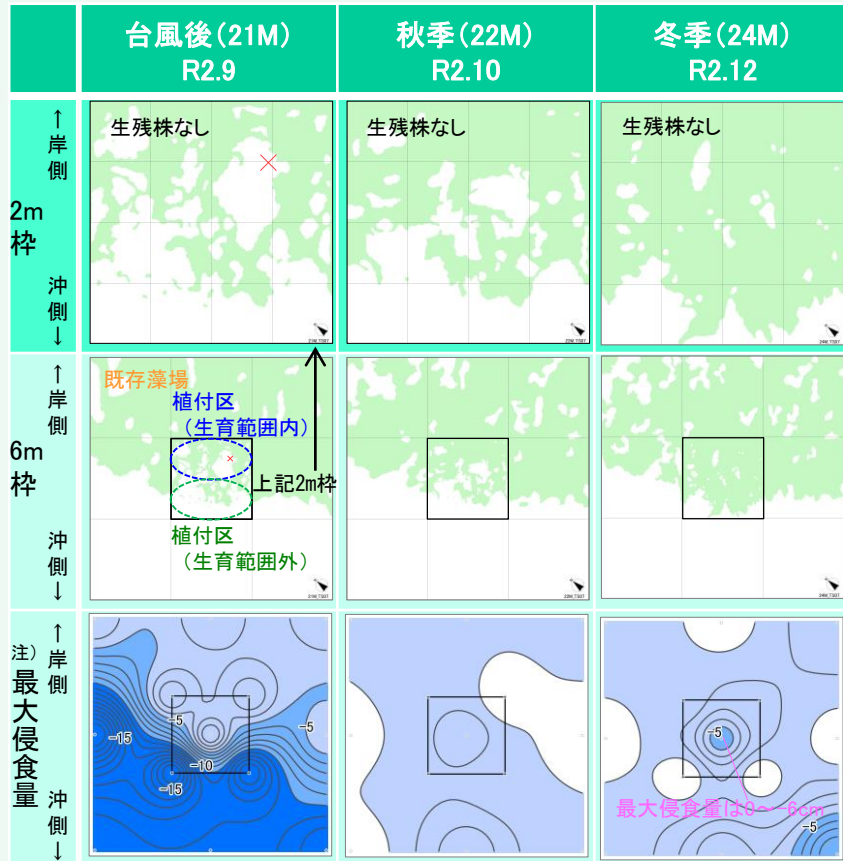 台風後(21M)
R2.9
秋季(22M)
R2.10
冬季(24M)
R2.12
2m
枠
↑
岸
側
沖
側
↓
生残株なし
生残株なし
生残株なし
6m
枠
↑
岸
側
沖
側
↓
既存藻場
植付区
(生育範囲内)
上記2m枠
植付区
(生育範囲外)
注)
最大侵食量
↑
岸
側
沖
側
↓
-5
-5
-15
-10
-15
-5
最大侵食量は0～-6cm
-5